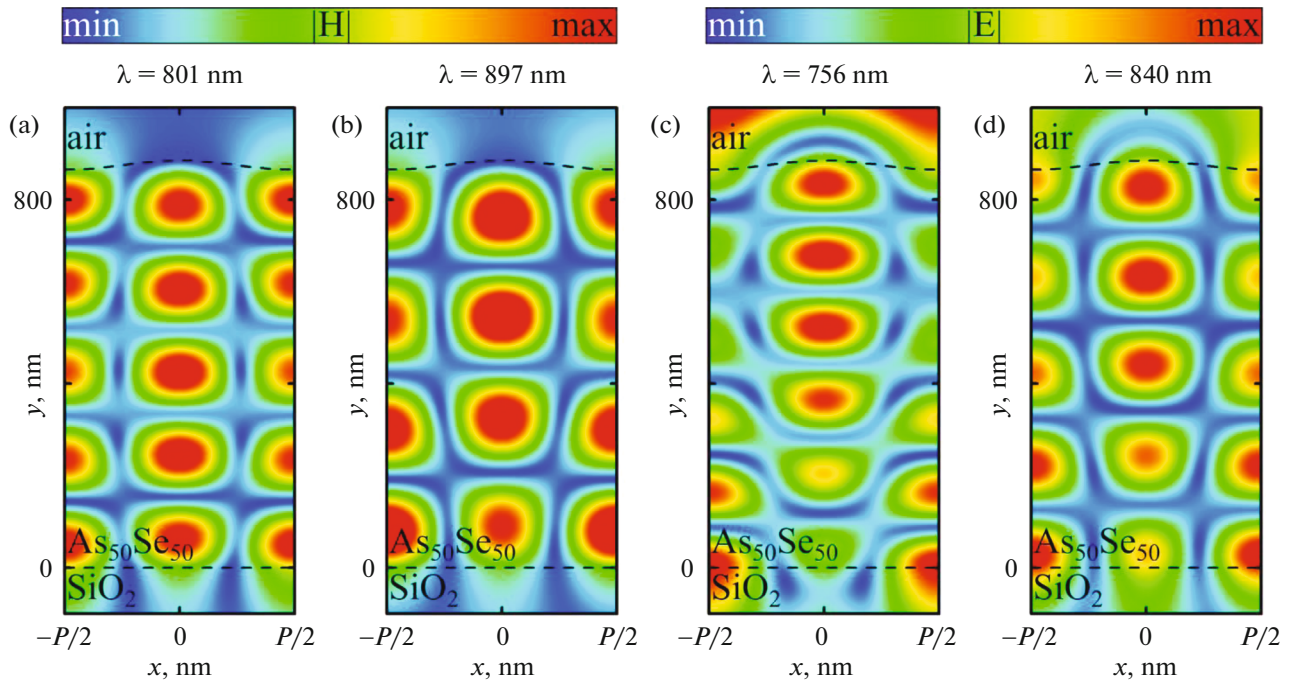 min |H| max min |E| max
λ = 801 nm λ = 897 nm λ = 756 nm λ = 840 nm
(a) (b) (c) (d)
air air air air
800 800 800 800
y, nm y, nm y, nm y, nm
As₅₀Se₅₀ As₅₀Se₅₀ As₅₀Se₅₀ As₅₀Se₅₀
0 0 0 0
SiO₂ SiO₂ SiO₂ SiO₂
−P/2 0 P/2 −P/2 0 P/2 −P/2 0 P/2 −P/2 0 P/2
x, nm x, nm x, nm x, nm